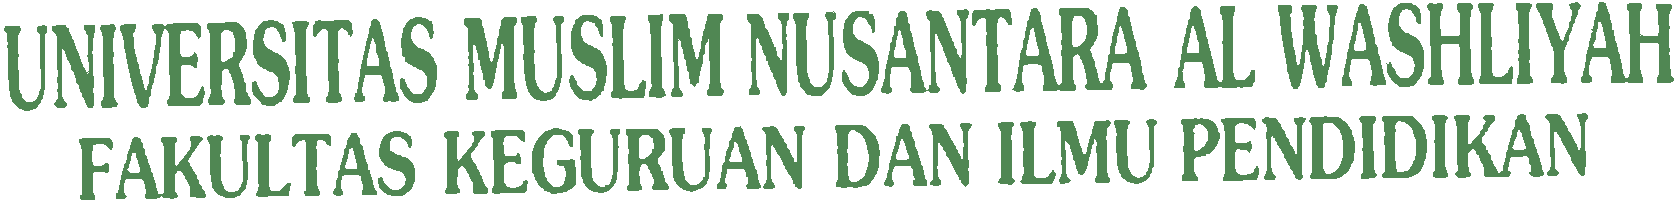 UNIVERSITAS MUSLIM NUSANTARA AL WASHLIYAH
FAKULTAS KEGURUAN DAN ILMU PENDIDIKAN